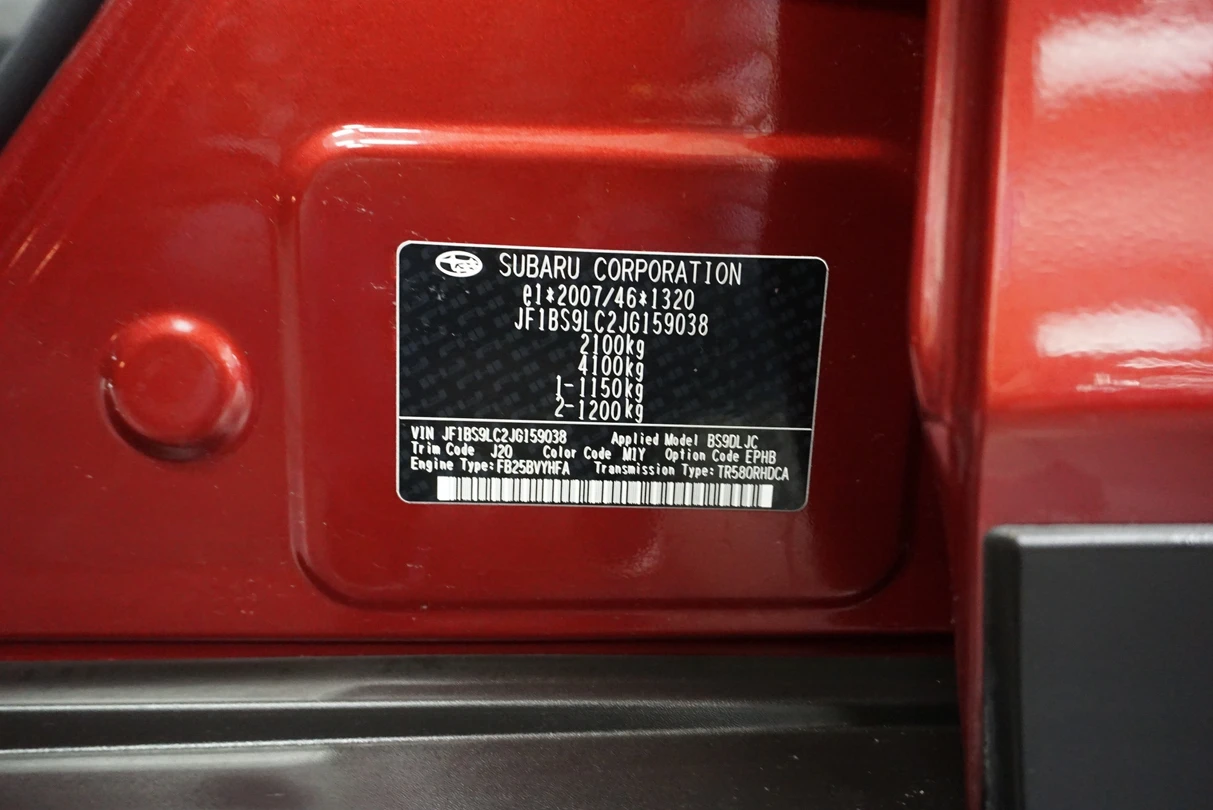 SUBARU CORPORATION
e1*2007/46*1320
JF1BS9LC2JG159038
2100kg
4100kg
1-1150kg
2-1200kg
VIN JF1BS9LC2JG159038 Applied Model BS9DLJC
Trim Code J20 Color Code M1Y Option Code EPHB
Engine Type:FB25BVYHFA Transmission Type:TR580RHDCA